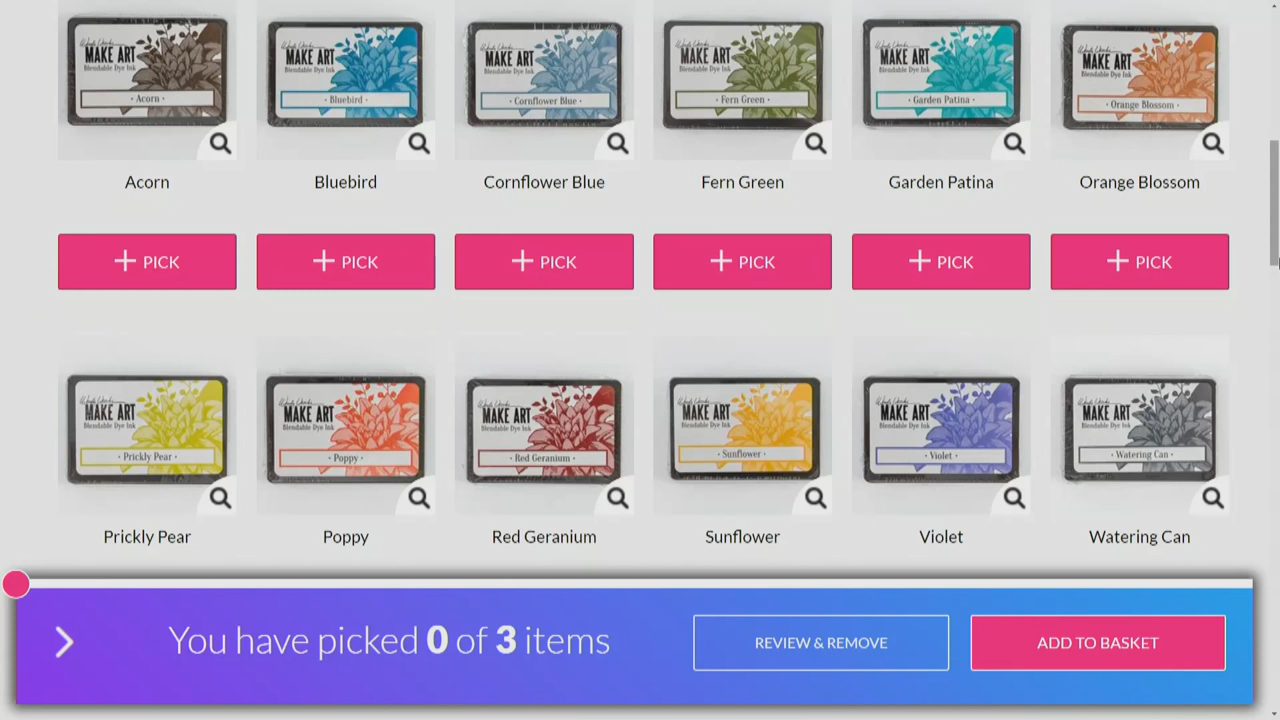 MAKE ART
Blendable Dye Ink
· Acorn ·
MAKE ART
Blendable Dye Ink
· Bluebird ·
MAKE ART
Blendable Dye Ink
· Cornflower Blue ·
MAKE ART
Blendable Dye Ink
· Fern Green ·
MAKE ART
Blendable Dye Ink
· Garden Patina ·
MAKE ART
Blendable Dye Ink
· Orange Blossom ·
Acorn
Bluebird
Cornflower Blue
Fern Green
Garden Patina
Orange Blossom
+ PICK
+ PICK
+ PICK
+ PICK
+ PICK
+ PICK
MAKE ART
Blendable Dye Ink
· Prickly Pear ·
MAKE ART
Blendable Dye Ink
· Poppy ·
MAKE ART
Blendable Dye Ink
· Red Geranium ·
MAKE ART
Blendable Dye Ink
· Sunflower ·
MAKE ART
Blendable Dye Ink
· Violet ·
MAKE ART
Blendable Dye Ink
· Watering Can ·
Prickly Pear
Poppy
Red Geranium
Sunflower
Violet
Watering Can
You have picked 0 of 3 items
REVIEW & REMOVE
ADD TO BASKET